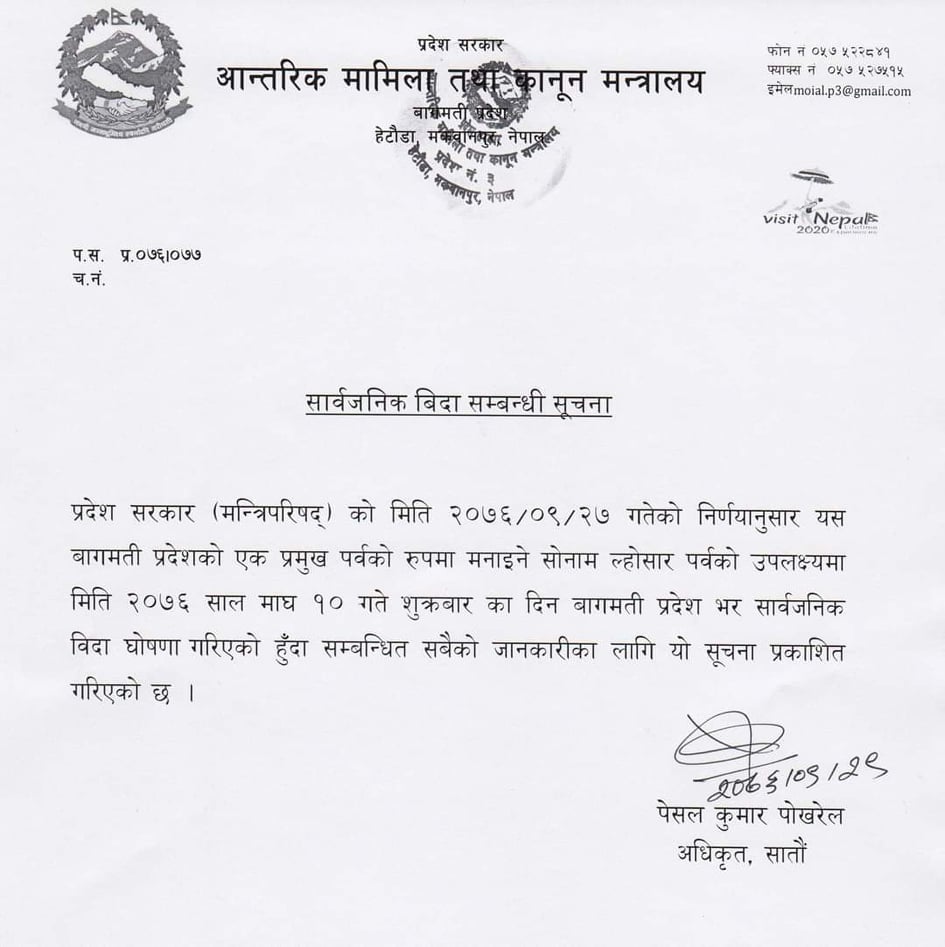 प्रदेश सरकार
आन्तरिक मामिला तथा कानून मन्त्रालय
बागमती प्रदेश
हेटौडा, मकवानपुर, नेपाल
फोन नं ०५७ ५२२८४१
फ्याक्स नं ०५७ ५२७५१५
इमेलmoial.p3@gmail.com
मामिला तथा कानून मन्त्रालय
प्रदेश नं. ३
हेटौडा, मकवानपुर, नेपाल
visit Nepal
2020
प.स. प्र.०७६।०७७
च.नं.
सार्वजनिक बिदा सम्बन्धी सूचना
प्रदेश सरकार (मन्त्रिपरिषद्) को मिति २०७६/०९/२७ गतेको निर्णयानुसार यस
बागमती प्रदेशको एक प्रमुख पर्वको रुपमा मनाइने सोनाम ल्होसार पर्वको उपलक्ष्यमा
मिति २०७६ साल माघ १० गते शुक्रबार का दिन बागमती प्रदेश भर सार्वजनिक
विदा घोषणा गरिएको हुँदा सम्बन्धित सबैको जानकारीका लागि यो सूचना प्रकाशित
गरिएको छ ।
२०७६/०९/२९
पेसल कुमार पोखरेल
अधिकृत, सातौं